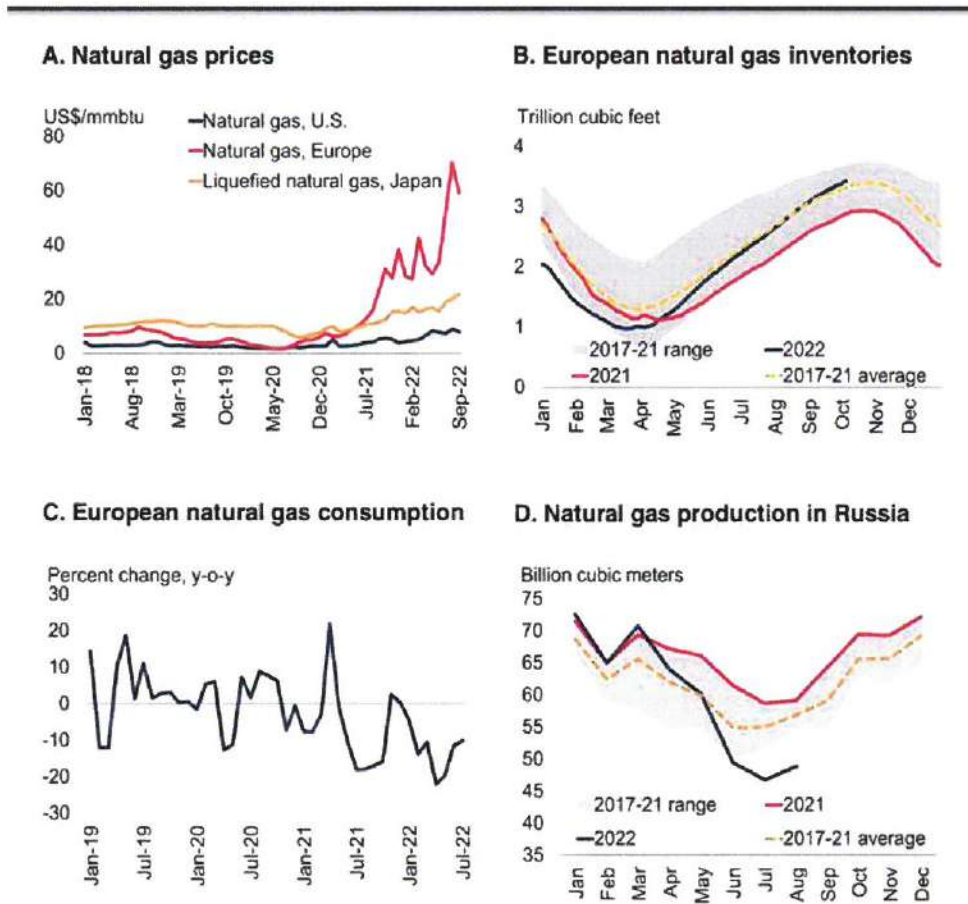 A. Natural gas prices
US$/mmbtu
80
60
40
20
0
Natural gas, U.S.
Natural gas, Europe
Liquefied natural gas, Japan
Jan-18
Aug-18
Mar-19
Oct-19
May-20
Dec-20
Jul-21
Feb-22
Sep-22
B. European natural gas inventories
Trillion cubic feet
4
3
2
1
0
2017-21 range
2022
2021
2017-21 average
Jan
Feb
Mar
Apr
May
Jun
Jul
Aug
Sep
Oct
Nov
Dec
C. European natural gas consumption
Percent change, y-o-y
30
20
10
0
-10
-20
-30
Jan-19
Jul-19
Jan-20
Jul-20
Jan-21
Jul-21
Jan-22
Jul-22
D. Natural gas production in Russia
Billion cubic meters
75
70
65
60
55
50
45
40
35
2017-21 range
2021
2022
2017-21 average
Jan
Feb
Mar
Apr
May
Jun
Jul
Aug
Sep
Oct
Nov
Dec